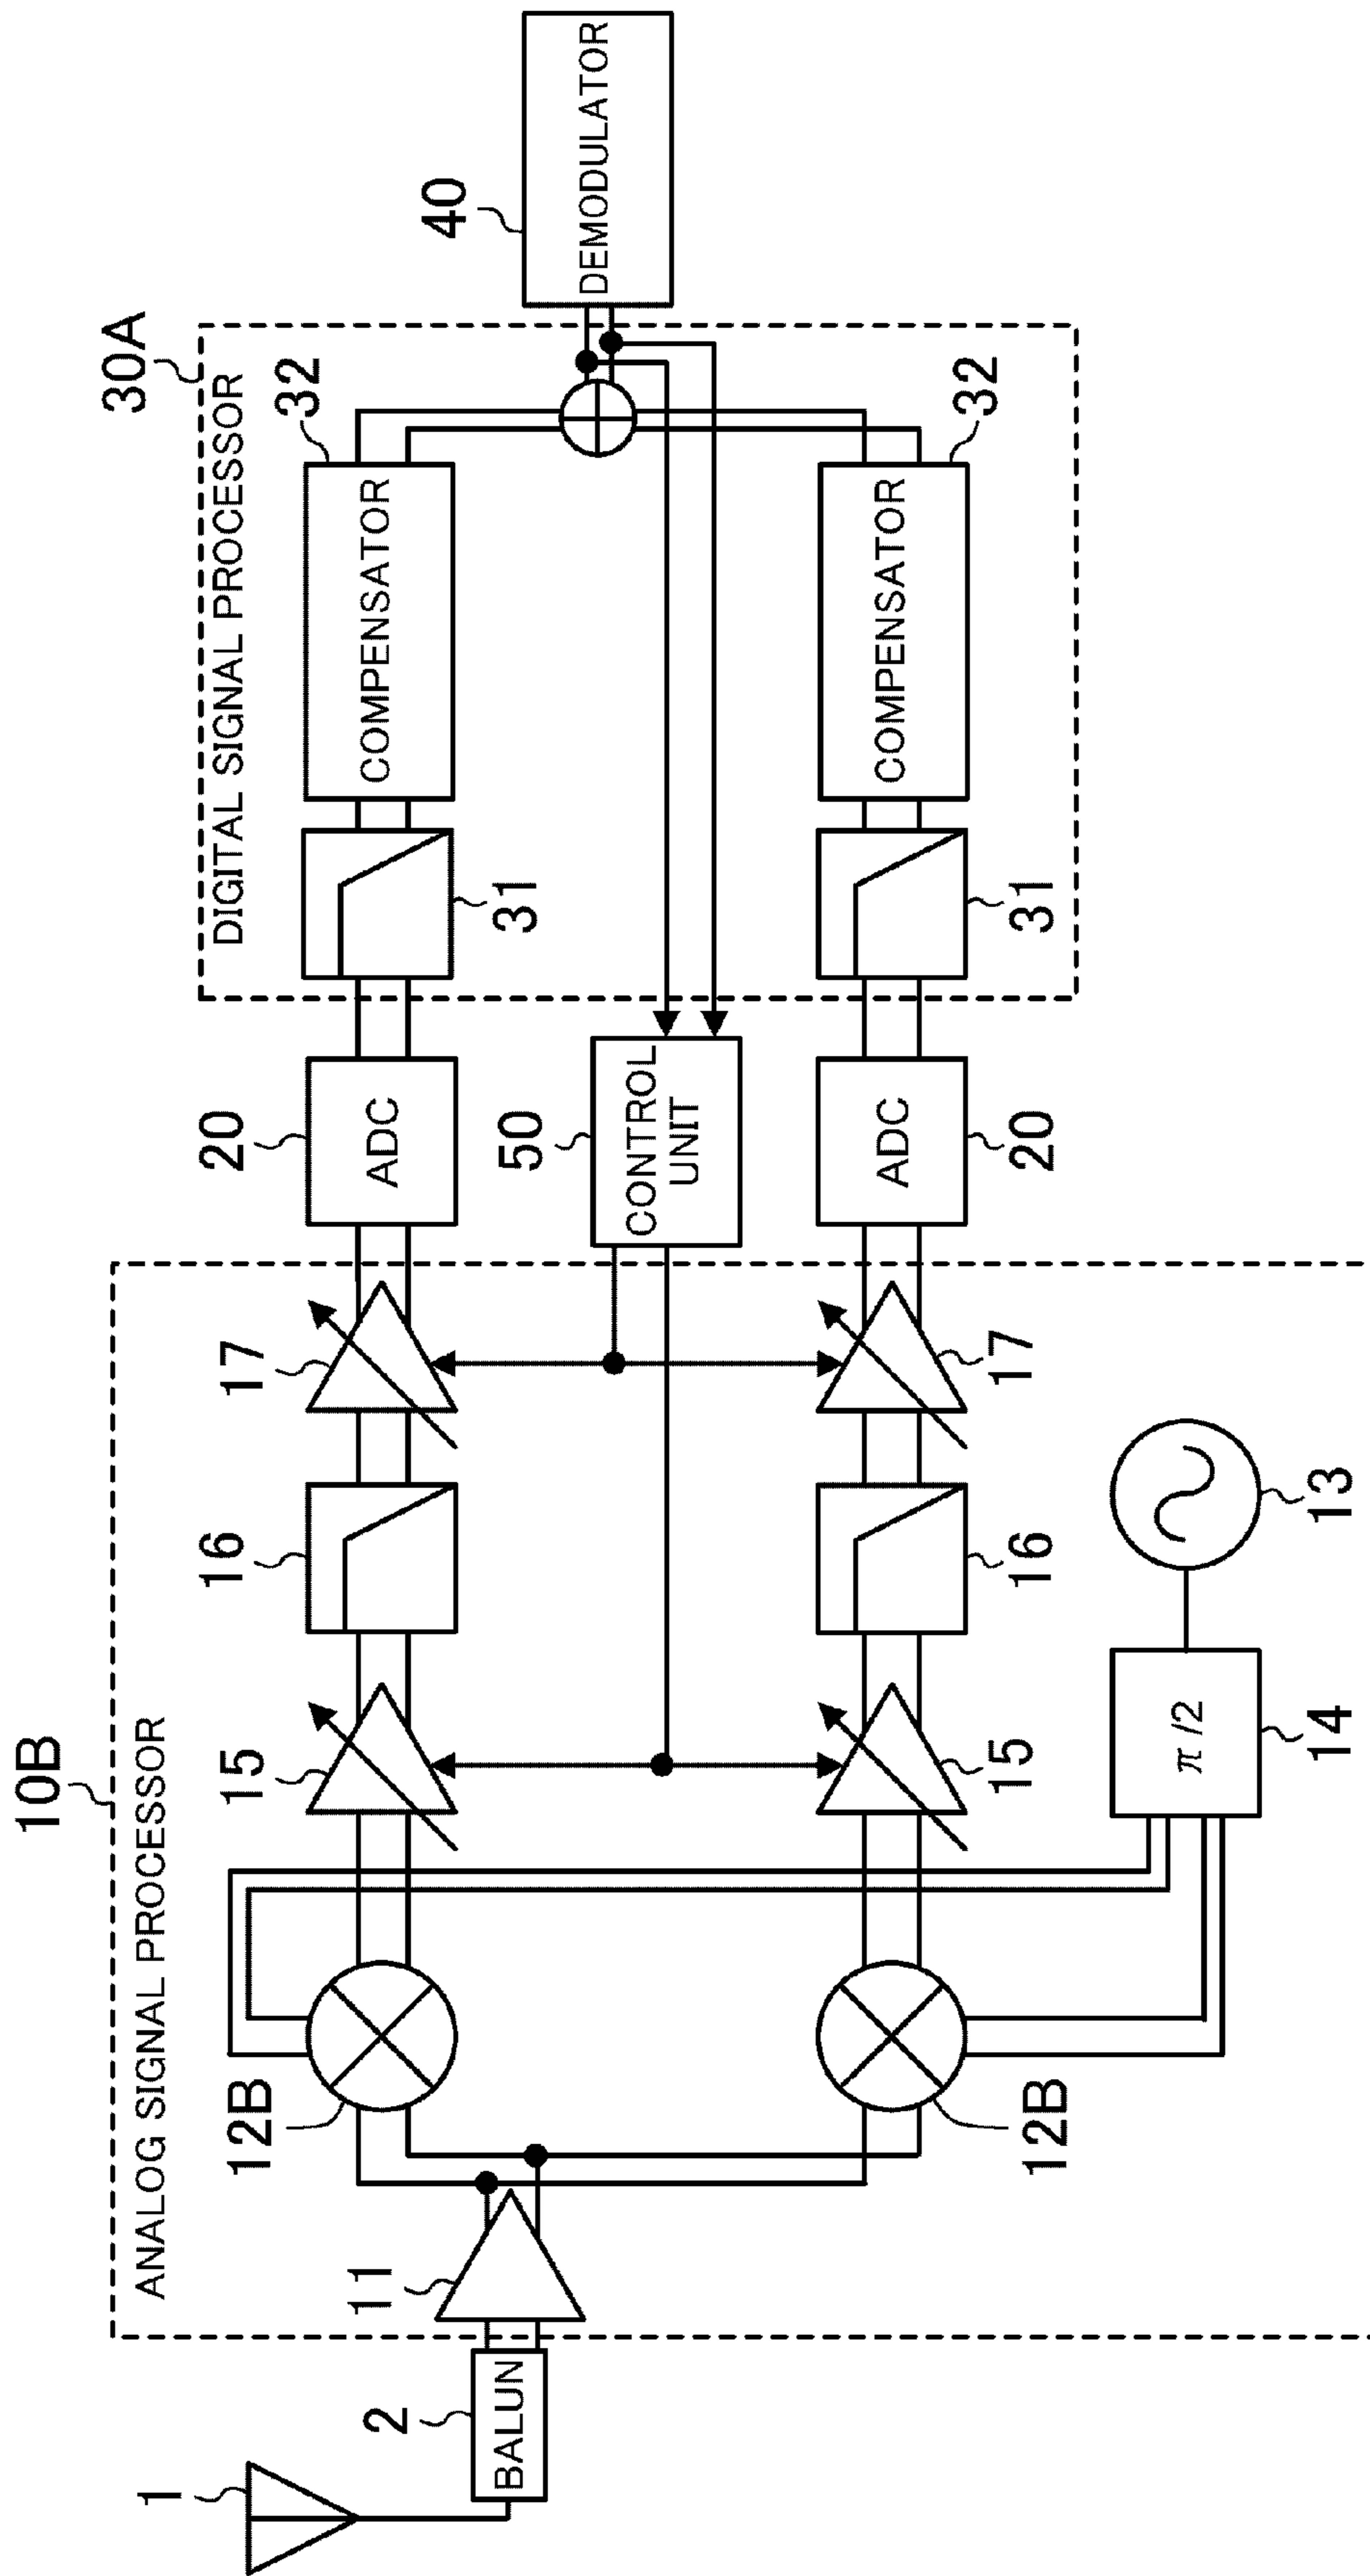 10B
ANALOG SIGNAL PROCESSOR
30A
DIGITAL SIGNAL PROCESSOR
1
2
BALUN
11
12B
15
16
17
20
ADC
31
32
COMPENSATOR
40
DEMODULATOR
50
CONTROL
UNIT
12B
15
16
17
20
ADC
31
32
COMPENSATOR
14
π/2
13